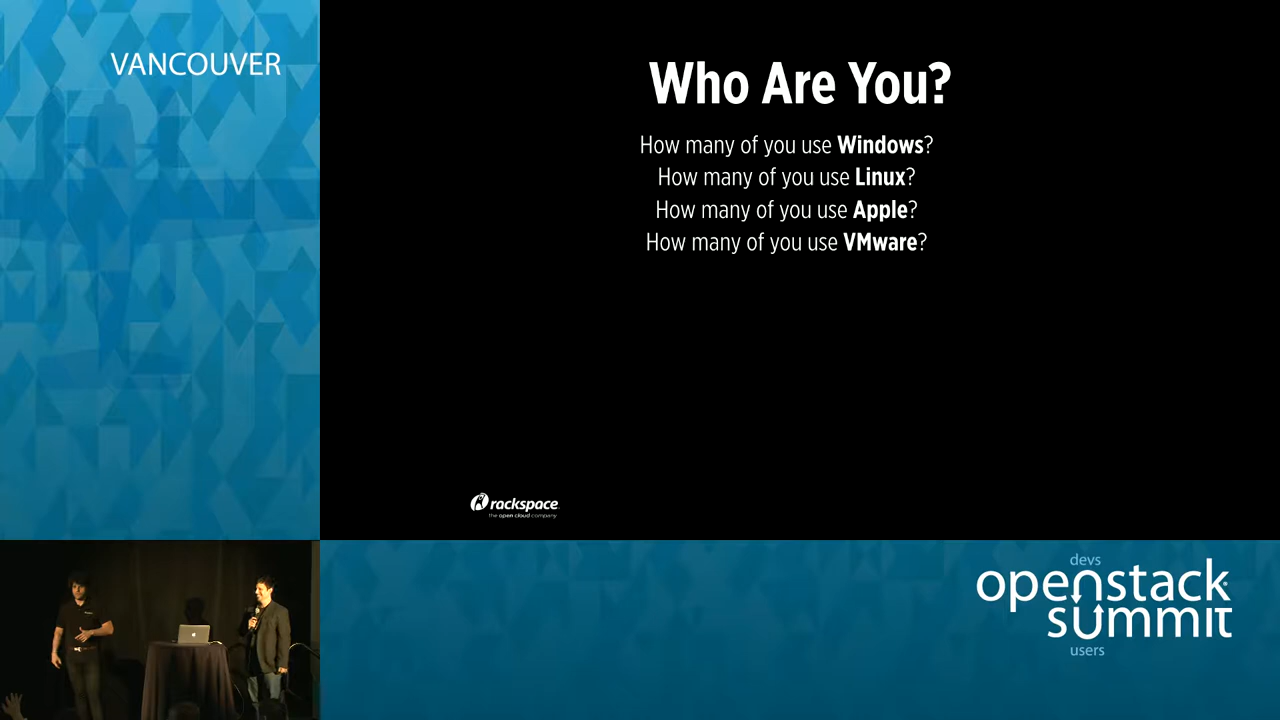 VANCOUVER
Who Are You?
How many of you use Windows?
How many of you use Linux?
How many of you use Apple?
How many of you use VMware?
rackspace
the open cloud company
devs
openstack
summit
users